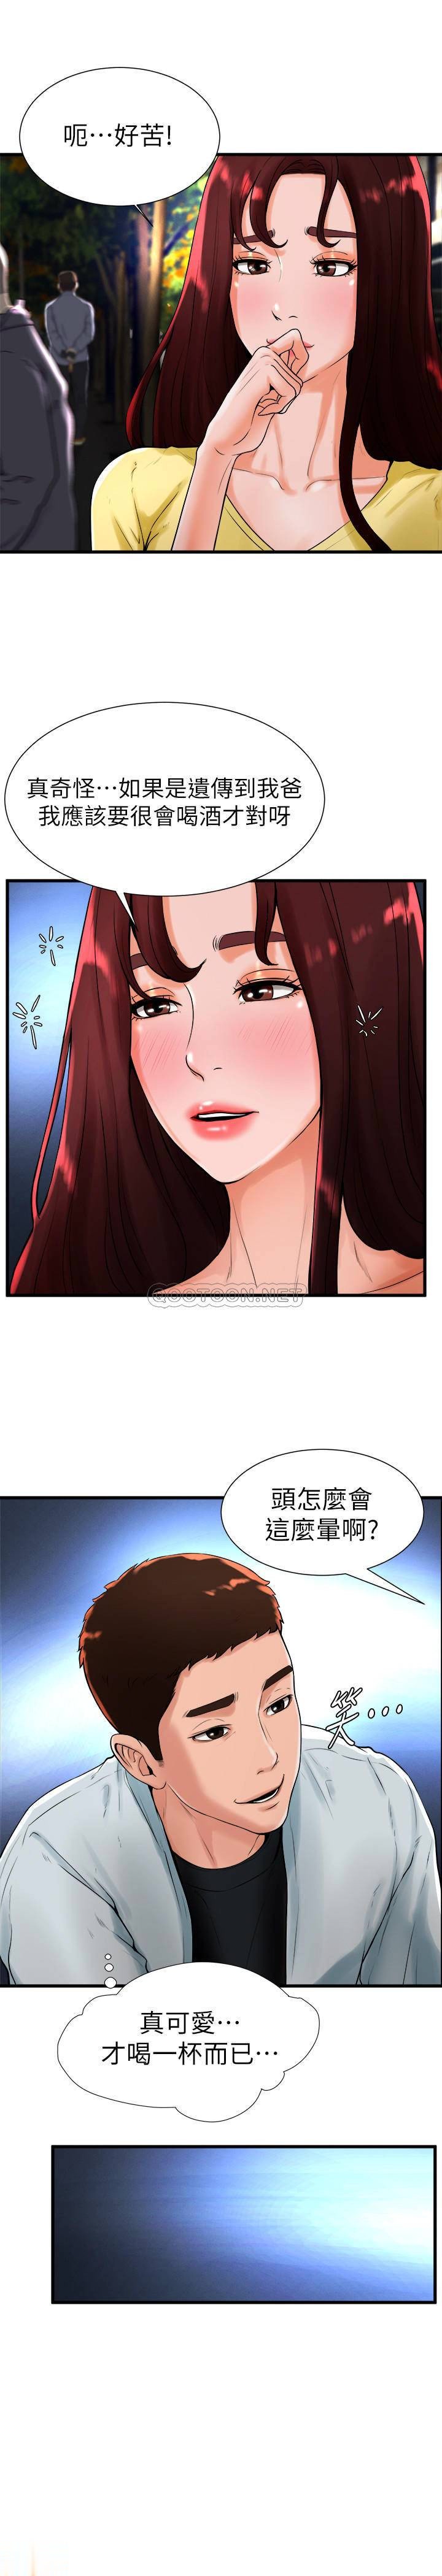 呃⋯好苦!
真奇怪⋯如果是遺傳到我爸
我應該要很會喝酒才對呀
QOOTOON.NET
頭怎麼會
這麼暈啊?
笑...
真可愛⋯
才喝一杯而已⋯